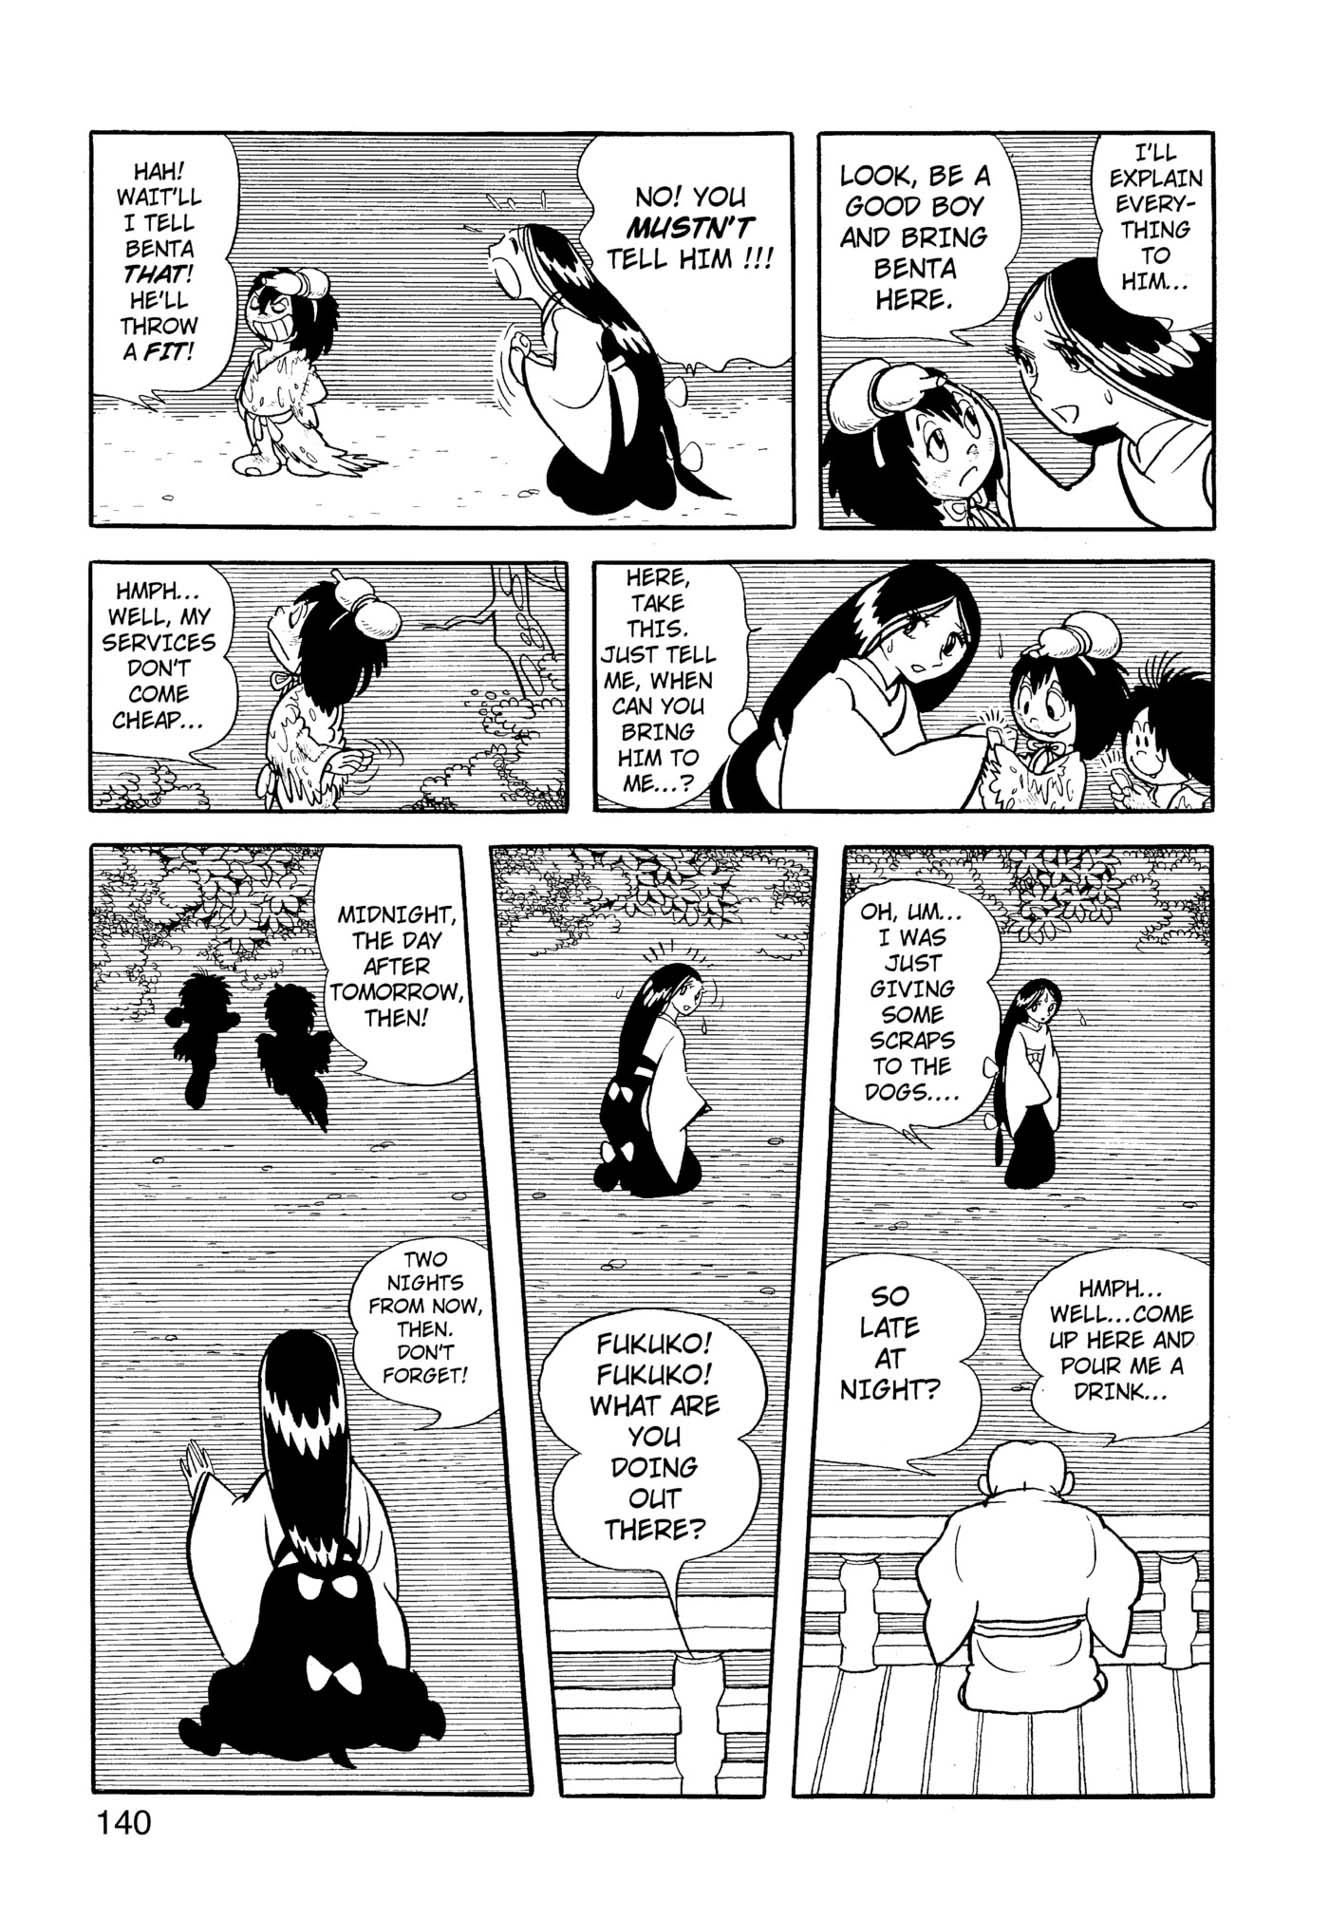 HAH!
WAIT'LL
I TELL
BENTA
THAT!
HE'LL
THROW
A FIT!
NO! YOU
MUSTN'T
TELL HIM !!!
LOOK, BE A
GOOD BOY
AND BRING
BENTA
HERE.
I'LL
EXPLAIN
EVERY-
THING
TO
HIM...
HMPH...
WELL, MY
SERVICES
DON'T
COME
CHEAP...
HERE,
TAKE
THIS.
JUST TELL
ME, WHEN
CAN YOU
BRING
HIM TO
ME...?
MIDNIGHT,
THE DAY
AFTER
TOMORROW,
THEN!
TWO
NIGHTS
FROM NOW,
THEN.
DON'T
FORGET!
FUKUKO!
FUKUKO!
WHAT ARE
YOU
DOING
OUT
THERE?
OH, UM...
I WAS
JUST
GIVING
SOME
SCRAPS
TO THE
DOGS....
SO
LATE
AT
NIGHT?
HMPH...
WELL...COME
UP HERE AND
POUR ME A
DRINK...
140